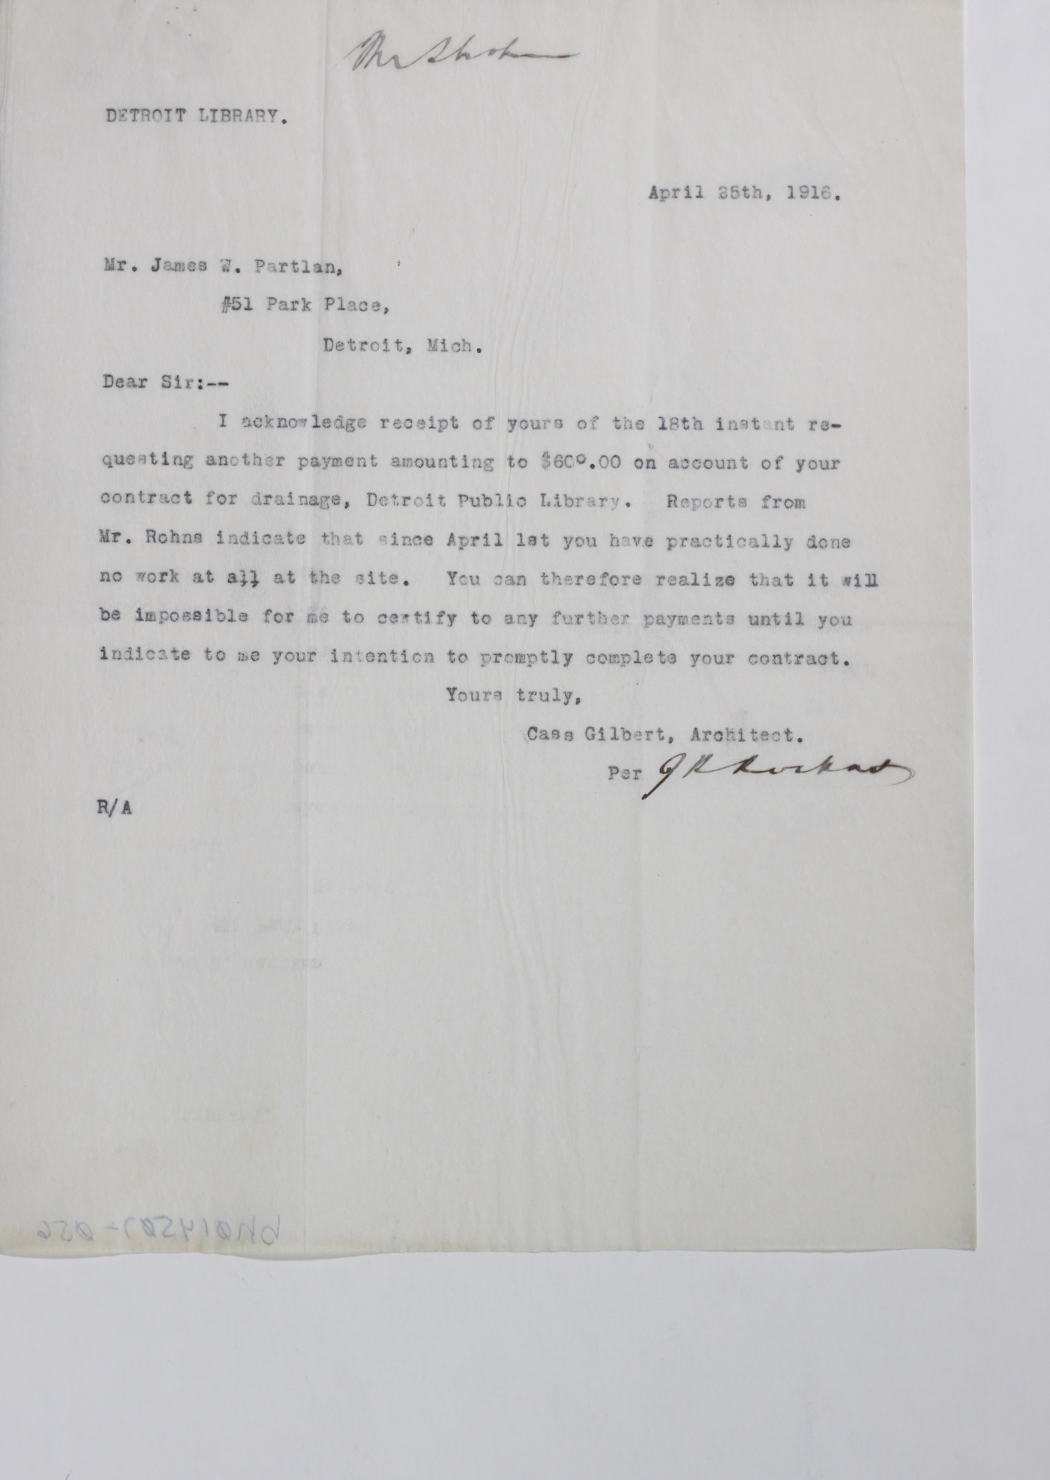 Mr Strohm
DETROIT LIBRARY.
April 25th, 1916.
Mr. James W. Partlan,
#51 Park Place,
Detroit, Mich.
Dear Sir:--
I acknowledge receipt of yours of the 18th instant re-
questing another payment amounting to $600.00 on account of your
contract for drainage, Detroit Public Library. Reports from
Mr. Rohns indicate that since April 1st you have practically done
no work at all at the site. You can therefore realize that it will
be impossible for me to certify to any further payments until you
indicate to me your intention to promptly complete your contract.
Yours truly,
Cass Gilbert, Architect.
Per
R/A